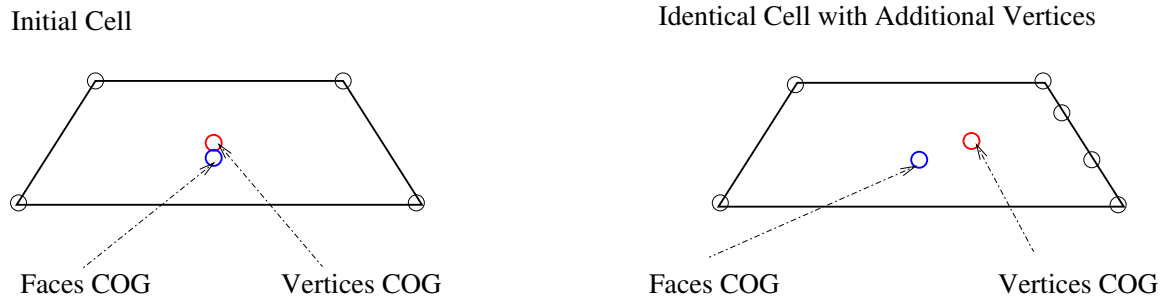 Initial Cell
Identical Cell with Additional Vertices
Faces COG
Vertices COG
Faces COG
Vertices COG